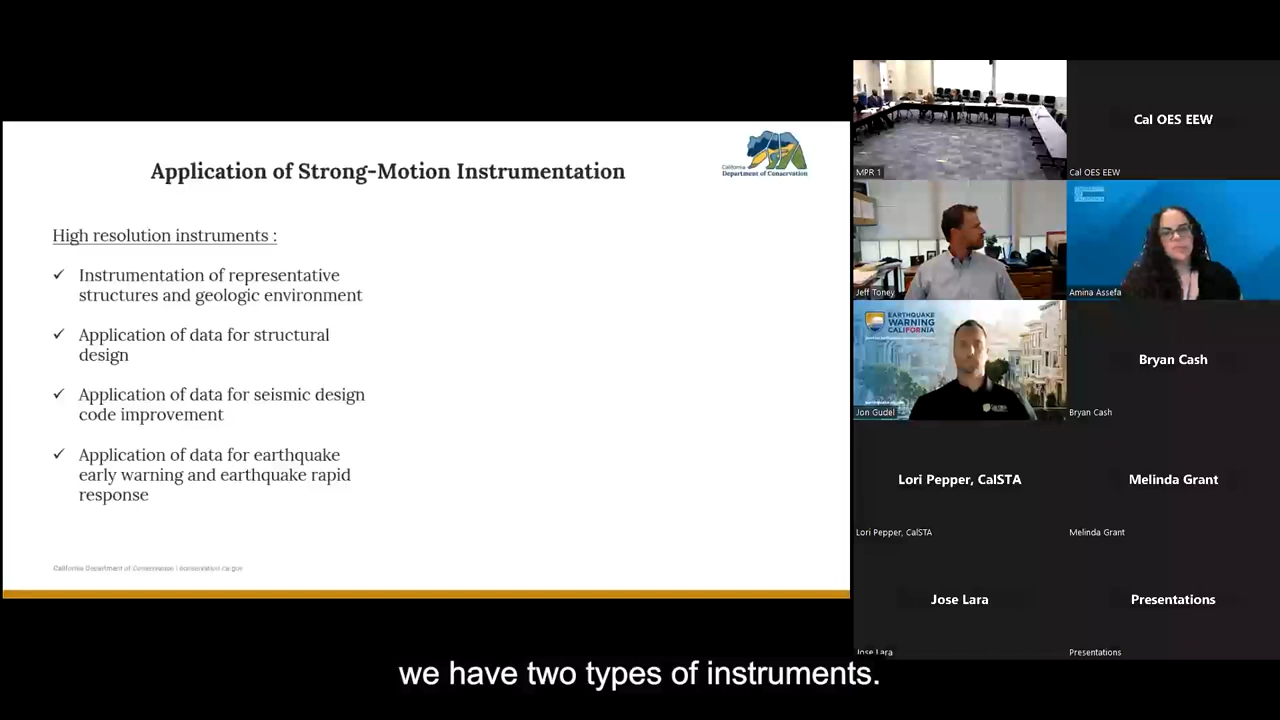 Application of Strong-Motion Instrumentation
California
Department of Conservation
High resolution instruments :
✓ Instrumentation of representative
structures and geologic environment
✓ Application of data for structural
design
✓ Application of data for seismic design
code improvement
✓ Application of data for earthquake
early warning and earthquake rapid
response
California Department of Conservation | conservation.ca.gov
MPR 1
Cal OES EEW
Cal OES EEW
Jeff Toney
Amina Assefa
EARTHQUAKE
WARNING
CALIFORNIA
Jon Gudel
Bryan Cash
Bryan Cash
Lori Pepper, CalSTA
Lori Pepper, CalSTA
Melinda Grant
Melinda Grant
Jose Lara
Jose Lara
Presentations
Presentations
we have two types of instruments.